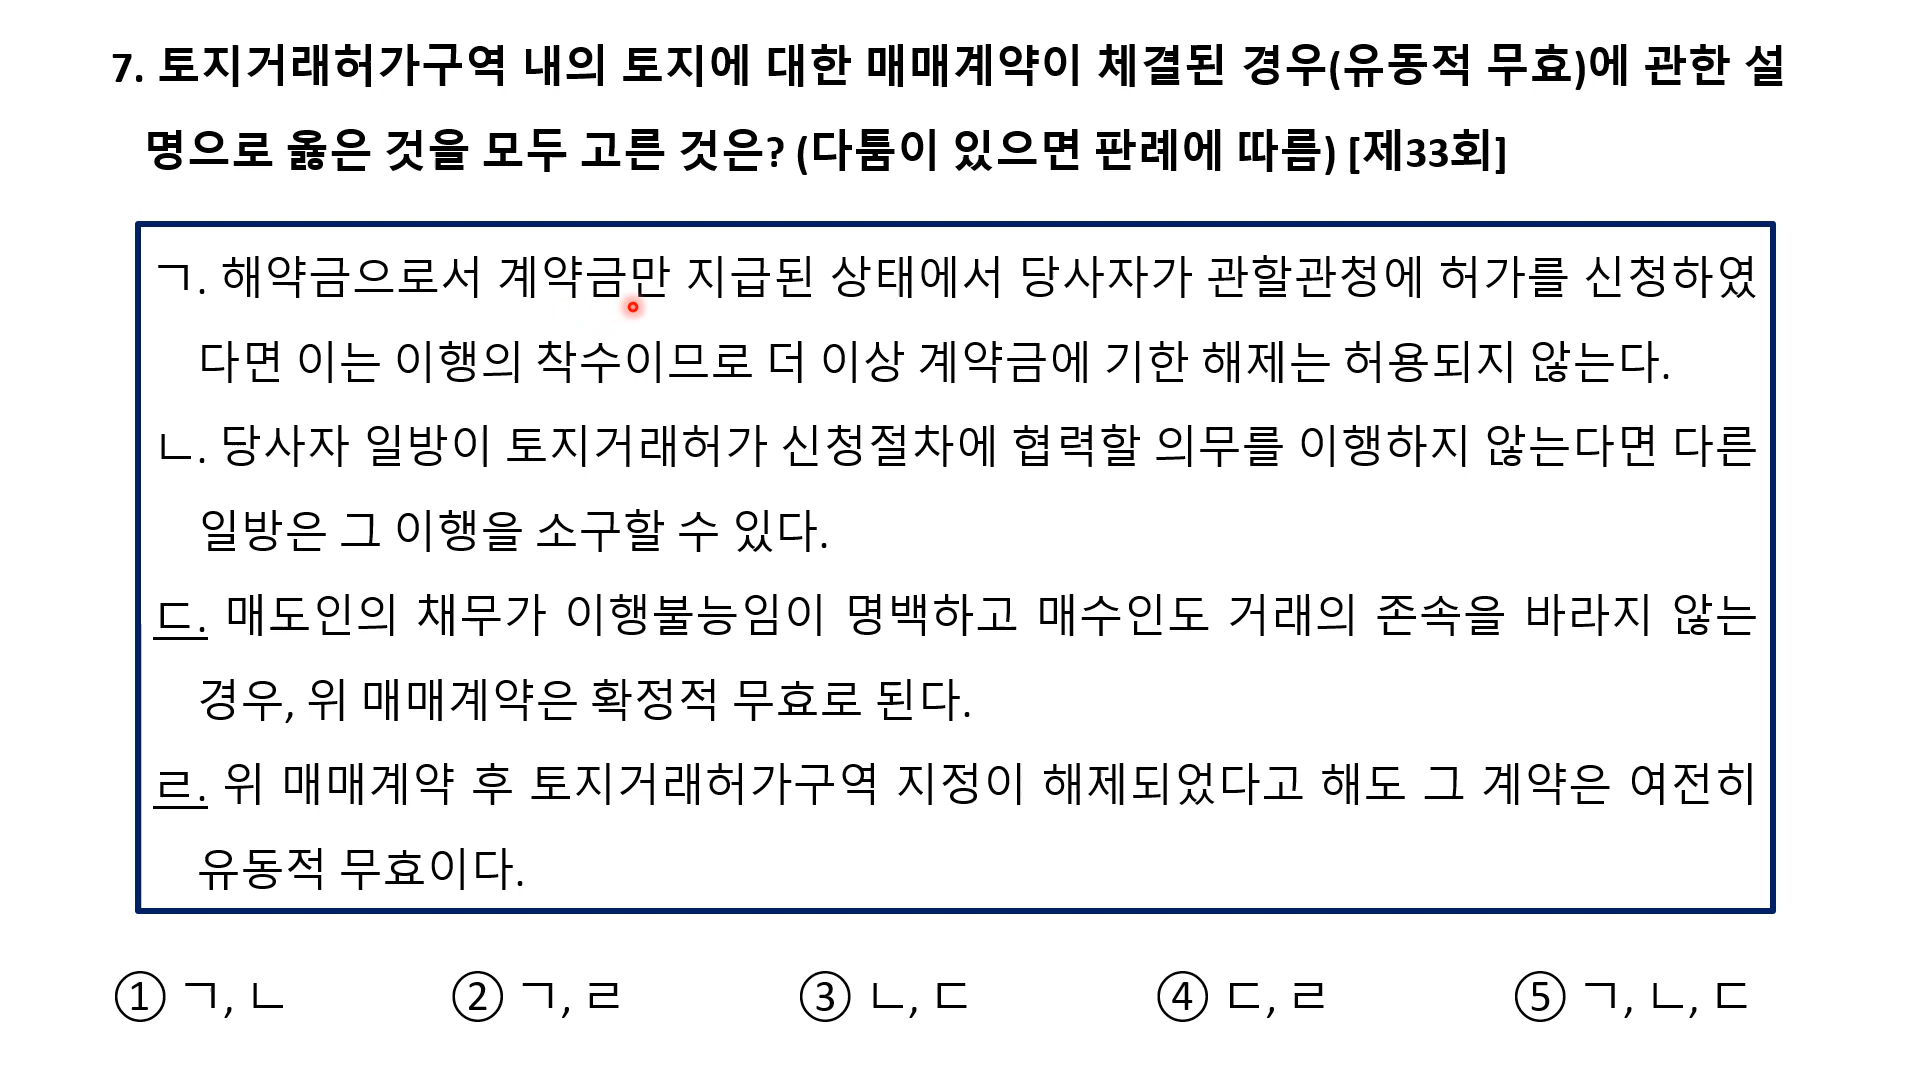 7. 토지거래허가구역 내의 토지에 대한 매매계약이 체결된 경우(유동적 무효)에 관한 설
명으로 옳은 것을 모두 고른 것은? (다툼이 있으면 판례에 따름) [제33회]
ㄱ. 해약금으로서 계약금만 지급된 상태에서 당사자가 관할관청에 허가를 신청하였
다면 이는 이행의 착수이므로 더 이상 계약금에 기한 해제는 허용되지 않는다.
ㄴ. 당사자 일방이 토지거래허가 신청절차에 협력할 의무를 이행하지 않는다면 다른
일방은 그 이행을 소구할 수 있다.
ㄷ. 매도인의 채무가 이행불능임이 명백하고 매수인도 거래의 존속을 바라지 않는
경우, 위 매매계약은 확정적 무효로 된다.
ㄹ. 위 매매계약 후 토지거래허가구역 지정이 해제되었다고 해도 그 계약은 여전히
유동적 무효이다.
① ㄱ, ㄴ ② ㄱ, ㄹ ③ ㄴ, ㄷ ④ ㄷ, ㄹ ⑤ ㄱ, ㄴ, ㄷ